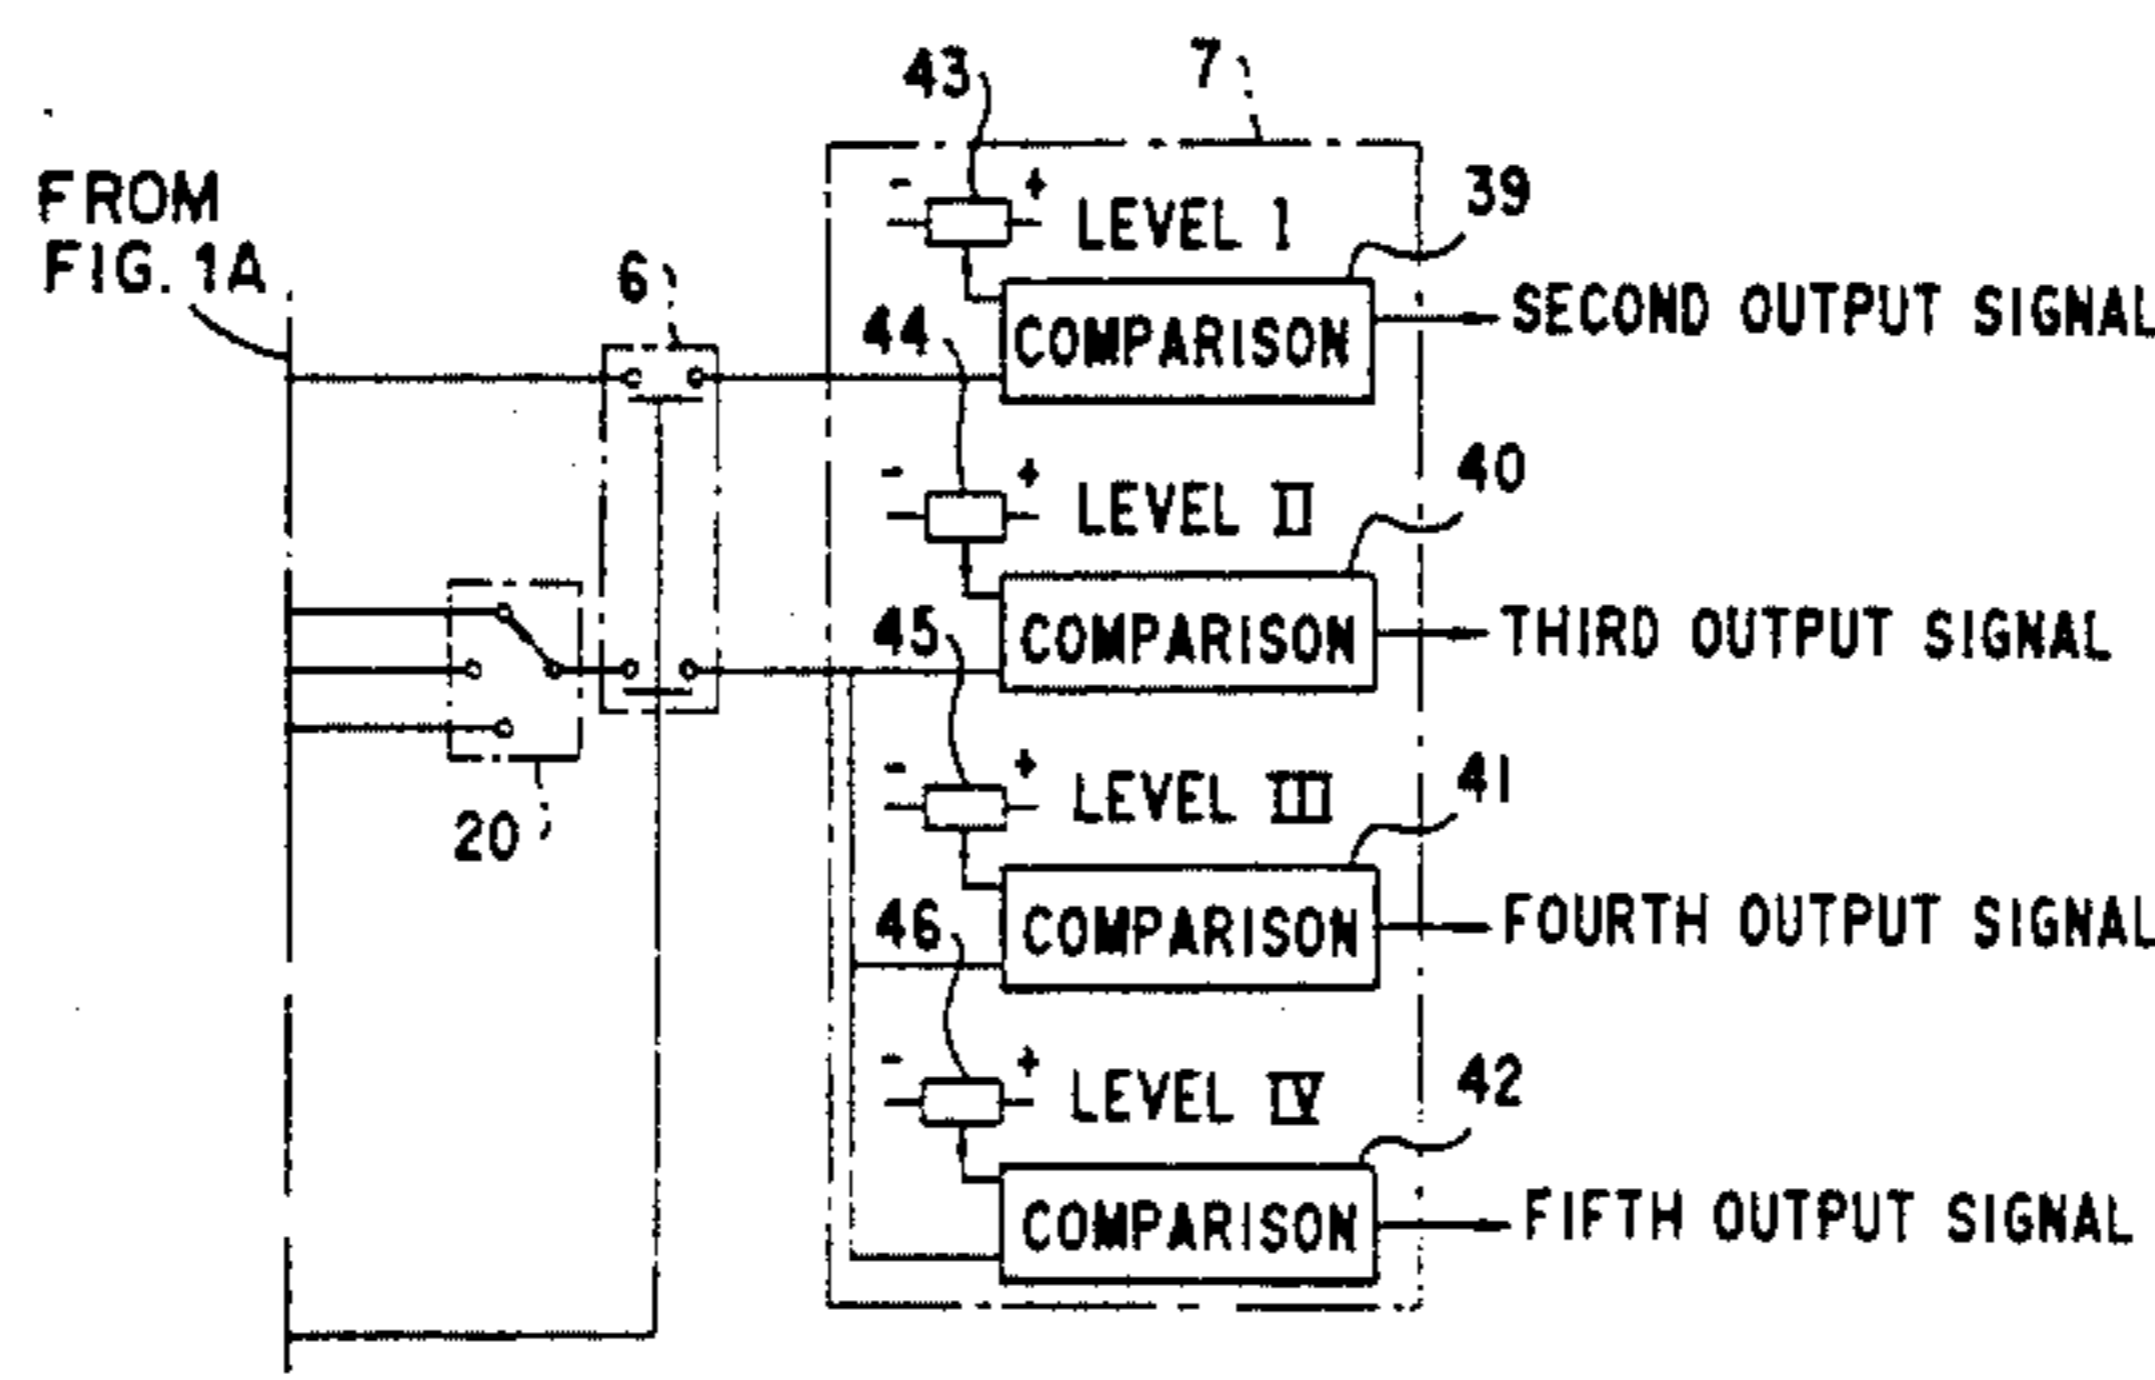 43
7
- +
LEVEL I
39
FROM
FIG. 1A
6
44
COMPARISON
SECOND OUTPUT SIGNAL
- +
LEVEL II
40
45
COMPARISON
THIRD OUTPUT SIGNAL
- +
LEVEL III
41
20
46
COMPARISON
FOURTH OUTPUT SIGNAL
- +
LEVEL IV
42
COMPARISON
FIFTH OUTPUT SIGNAL